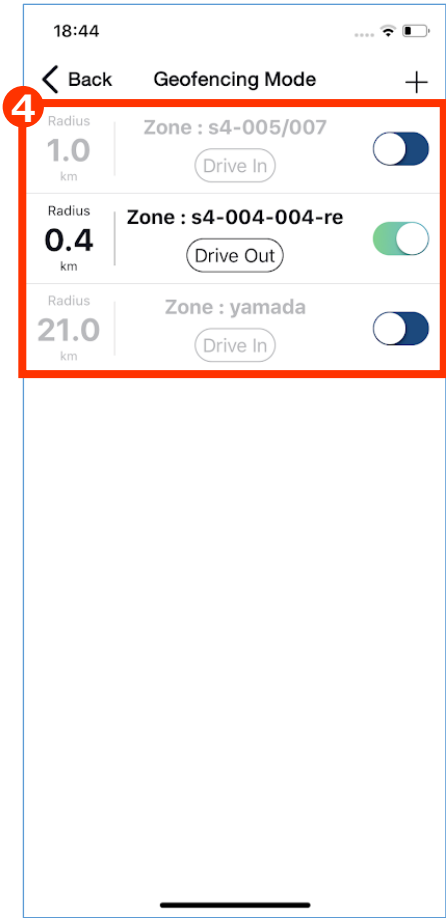 18:44
Back Geofencing Mode +
4
Radius
1.0
km
Zone : s4-005/007
Drive In
Radius
0.4
km
Zone : s4-004-004-re
Drive Out
Radius
21.0
km
Zone : yamada
Drive In